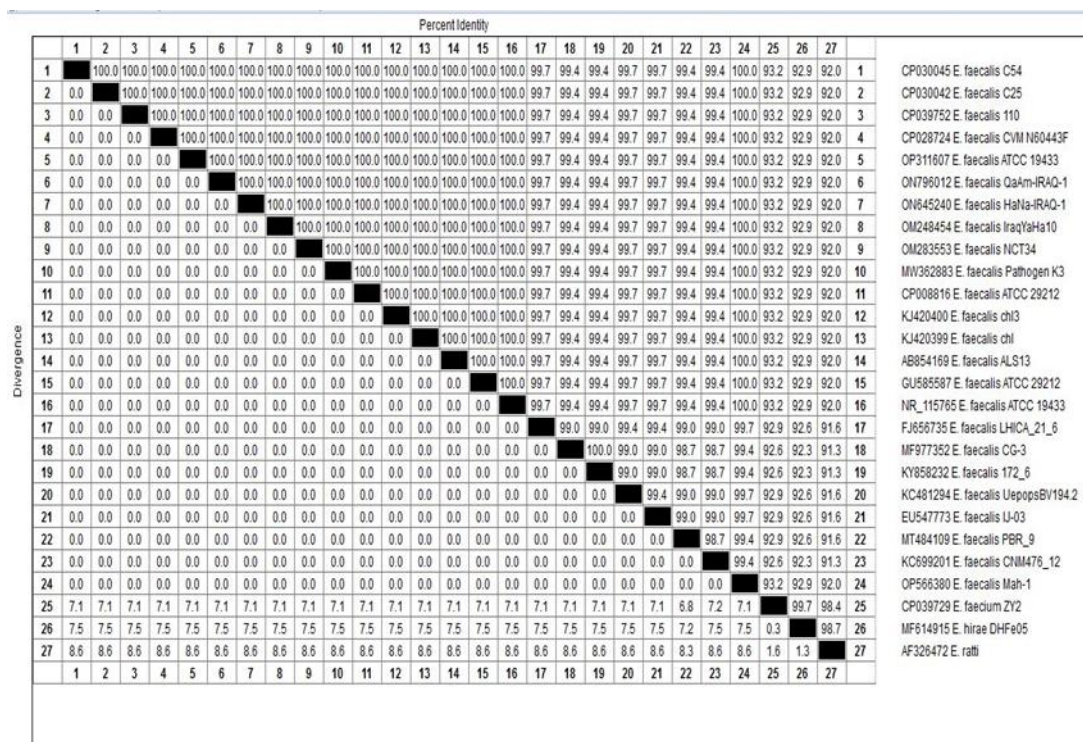 Percent Identity
1 2 3 4 5 6 7 8 9 10 11 12 13 14 15 16 17 18 19 20 21 22 23 24 25 26 27
1 100.0 100.0 100.0 100.0 100.0 100.0 100.0 100.0 100.0 100.0 100.0 100.0 100.0 100.0 100.0 99.7 99.4 99.4 99.7 99.7 99.4 99.4 100.0 93.2 92.9 92.0 1 CP030045 E. faecalis C54
2 0.0 100.0 100.0 100.0 100.0 100.0 100.0 100.0 100.0 100.0 100.0 100.0 100.0 100.0 100.0 99.7 99.4 99.4 99.7 99.7 99.4 99.4 100.0 93.2 92.9 92.0 2 CP030042 E. faecalis C25
3 0.0 0.0 100.0 100.0 100.0 100.0 100.0 100.0 100.0 100.0 100.0 100.0 100.0 100.0 100.0 99.7 99.4 99.4 99.7 99.7 99.4 99.4 100.0 93.2 92.9 92.0 3 CP039752 E. faecalis 110
4 0.0 0.0 0.0 100.0 100.0 100.0 100.0 100.0 100.0 100.0 100.0 100.0 100.0 100.0 100.0 99.7 99.4 99.4 99.7 99.7 99.4 99.4 100.0 93.2 92.9 92.0 4 CP028724 E. faecalis CVM N60443F
5 0.0 0.0 0.0 0.0 100.0 100.0 100.0 100.0 100.0 100.0 100.0 100.0 100.0 100.0 100.0 99.7 99.4 99.4 99.7 99.7 99.4 99.4 100.0 93.2 92.9 92.0 5 OP311607 E. faecalis ATCC 19433
6 0.0 0.0 0.0 0.0 0.0 100.0 100.0 100.0 100.0 100.0 100.0 100.0 100.0 100.0 100.0 99.7 99.4 99.4 99.7 99.7 99.4 99.4 100.0 93.2 92.9 92.0 6 ON796012 E. faecalis QaAm-IRAQ-1
7 0.0 0.0 0.0 0.0 0.0 0.0 100.0 100.0 100.0 100.0 100.0 100.0 100.0 100.0 100.0 99.7 99.4 99.4 99.7 99.7 99.4 99.4 100.0 93.2 92.9 92.0 7 ON645240 E. faecalis HaNa-IRAQ-1
8 0.0 0.0 0.0 0.0 0.0 0.0 0.0 100.0 100.0 100.0 100.0 100.0 100.0 100.0 100.0 99.7 99.4 99.4 99.7 99.7 99.4 99.4 100.0 93.2 92.9 92.0 8 OM248454 E. faecalis IraqYaHa10
9 0.0 0.0 0.0 0.0 0.0 0.0 0.0 0.0 100.0 100.0 100.0 100.0 100.0 100.0 100.0 99.7 99.4 99.4 99.7 99.7 99.4 99.4 100.0 93.2 92.9 92.0 9 OM283553 E. faecalis NCT34
10 0.0 0.0 0.0 0.0 0.0 0.0 0.0 0.0 0.0 100.0 100.0 100.0 100.0 100.0 100.0 99.7 99.4 99.4 99.7 99.7 99.4 99.4 100.0 93.2 92.9 92.0 10 MW362883 E. faecalis Pathogen K3
11 0.0 0.0 0.0 0.0 0.0 0.0 0.0 0.0 0.0 0.0 100.0 100.0 100.0 100.0 100.0 99.7 99.4 99.4 99.7 99.7 99.4 99.4 100.0 93.2 92.9 92.0 11 CP008816 E. faecalis ATCC 29212
12 0.0 0.0 0.0 0.0 0.0 0.0 0.0 0.0 0.0 0.0 0.0 100.0 100.0 100.0 100.0 99.7 99.4 99.4 99.7 99.7 99.4 99.4 100.0 93.2 92.9 92.0 12 KJ420400 E. faecalis chl3
13 0.0 0.0 0.0 0.0 0.0 0.0 0.0 0.0 0.0 0.0 0.0 0.0 100.0 100.0 100.0 99.7 99.4 99.4 99.7 99.7 99.4 99.4 100.0 93.2 92.9 92.0 13 KJ420399 E. faecalis chl
14 0.0 0.0 0.0 0.0 0.0 0.0 0.0 0.0 0.0 0.0 0.0 0.0 0.0 100.0 100.0 99.7 99.4 99.4 99.7 99.7 99.4 99.4 100.0 93.2 92.9 92.0 14 AB854169 E. faecalis ALS13
15 0.0 0.0 0.0 0.0 0.0 0.0 0.0 0.0 0.0 0.0 0.0 0.0 0.0 0.0 100.0 99.7 99.4 99.4 99.7 99.7 99.4 99.4 100.0 93.2 92.9 92.0 15 GU585587 E. faecalis ATCC 29212
16 0.0 0.0 0.0 0.0 0.0 0.0 0.0 0.0 0.0 0.0 0.0 0.0 0.0 0.0 0.0 99.7 99.4 99.4 99.7 99.7 99.4 99.4 100.0 93.2 92.9 92.0 16 NR_115765 E. faecalis ATCC 19433
17 0.0 0.0 0.0 0.0 0.0 0.0 0.0 0.0 0.0 0.0 0.0 0.0 0.0 0.0 0.0 0.0 99.0 99.0 99.4 99.4 99.0 99.0 99.7 92.9 92.6 91.6 17 FJ656735 E. faecalis LHICA_21_6
18 0.0 0.0 0.0 0.0 0.0 0.0 0.0 0.0 0.0 0.0 0.0 0.0 0.0 0.0 0.0 0.0 0.0 100.0 99.0 99.0 98.7 98.7 99.4 92.6 92.3 91.3 18 MF977352 E. faecalis CG-3
19 0.0 0.0 0.0 0.0 0.0 0.0 0.0 0.0 0.0 0.0 0.0 0.0 0.0 0.0 0.0 0.0 0.0 0.0 99.0 99.0 98.7 98.7 99.4 92.6 92.3 91.3 19 KY858232 E. faecalis 172_6
20 0.0 0.0 0.0 0.0 0.0 0.0 0.0 0.0 0.0 0.0 0.0 0.0 0.0 0.0 0.0 0.0 0.0 0.0 0.0 99.4 99.0 99.0 99.7 92.9 92.6 91.6 20 KC481294 E. faecalis UepopsBV194.2
21 0.0 0.0 0.0 0.0 0.0 0.0 0.0 0.0 0.0 0.0 0.0 0.0 0.0 0.0 0.0 0.0 0.0 0.0 0.0 0.0 99.0 99.0 99.7 92.9 92.6 91.6 21 EU547773 E. faecalis IJ-03
22 0.0 0.0 0.0 0.0 0.0 0.0 0.0 0.0 0.0 0.0 0.0 0.0 0.0 0.0 0.0 0.0 0.0 0.0 0.0 0.0 0.0 98.7 99.4 92.9 92.6 91.6 22 MT484109 E. faecalis PBR_9
23 0.0 0.0 0.0 0.0 0.0 0.0 0.0 0.0 0.0 0.0 0.0 0.0 0.0 0.0 0.0 0.0 0.0 0.0 0.0 0.0 0.0 0.0 99.4 92.6 92.3 91.3 23 KC699201 E. faecalis CNM476_12
24 0.0 0.0 0.0 0.0 0.0 0.0 0.0 0.0 0.0 0.0 0.0 0.0 0.0 0.0 0.0 0.0 0.0 0.0 0.0 0.0 0.0 0.0 0.0 93.2 92.9 92.0 24 OP566380 E. faecalis Mah-1
25 7.1 7.1 7.1 7.1 7.1 7.1 7.1 7.1 7.1 7.1 7.1 7.1 7.1 7.1 7.1 7.1 7.1 7.1 7.1 7.1 7.1 6.8 7.2 7.1 99.7 98.4 25 CP039729 E. faecium ZY2
26 7.5 7.5 7.5 7.5 7.5 7.5 7.5 7.5 7.5 7.5 7.5 7.5 7.5 7.5 7.5 7.5 7.5 7.5 7.5 7.5 7.5 7.2 7.5 7.5 0.3 98.7 26 MF614915 E. hirae DHFe05
27 8.6 8.6 8.6 8.6 8.6 8.6 8.6 8.6 8.6 8.6 8.6 8.6 8.6 8.6 8.6 8.6 8.6 8.6 8.6 8.6 8.6 8.3 8.6 8.6 1.6 1.3 27 AF326472 E. ratti
1 2 3 4 5 6 7 8 9 10 11 12 13 14 15 16 17 18 19 20 21 22 23 24 25 26 27
Divergence